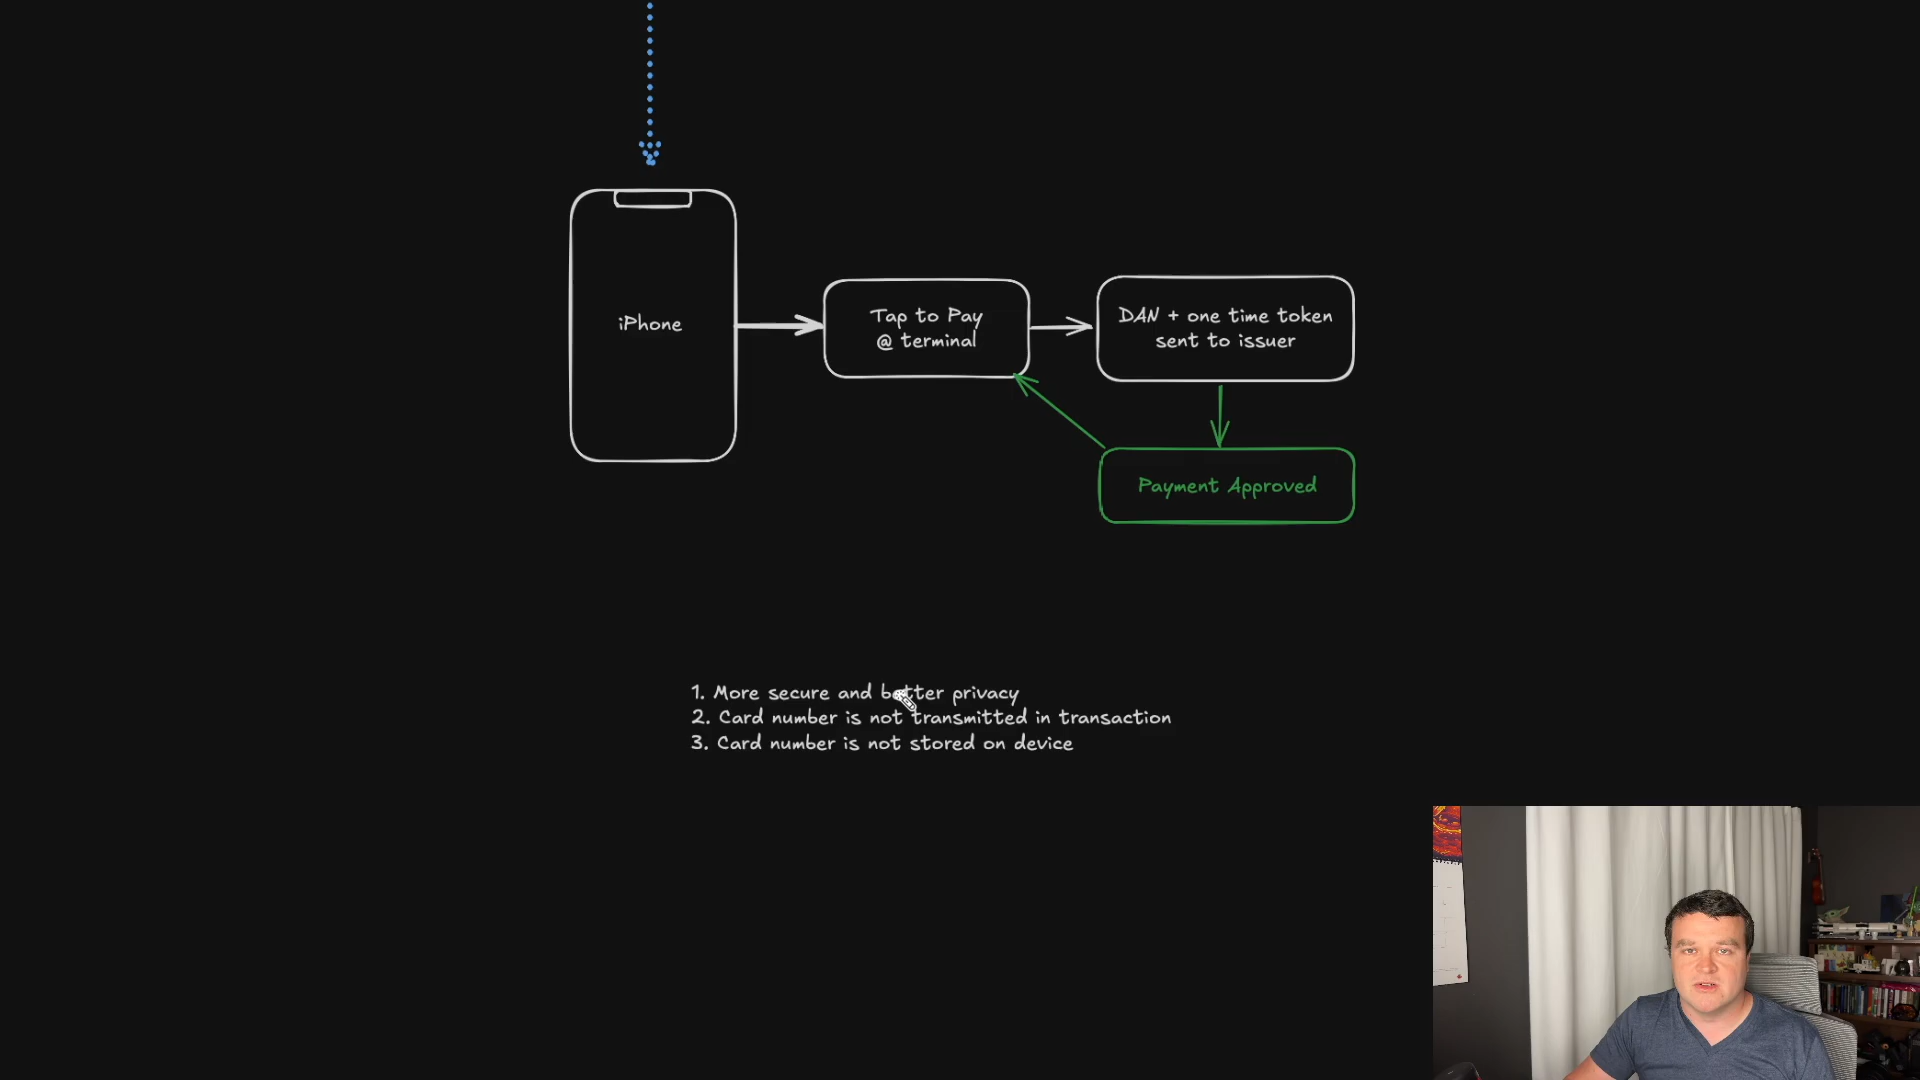 iPhone
Tap to Pay
@ terminal
DAN + one time token
sent to issuer
Payment Approved
1. More secure and better privacy
2. Card number is not transmitted in transaction
3. Card number is not stored on device